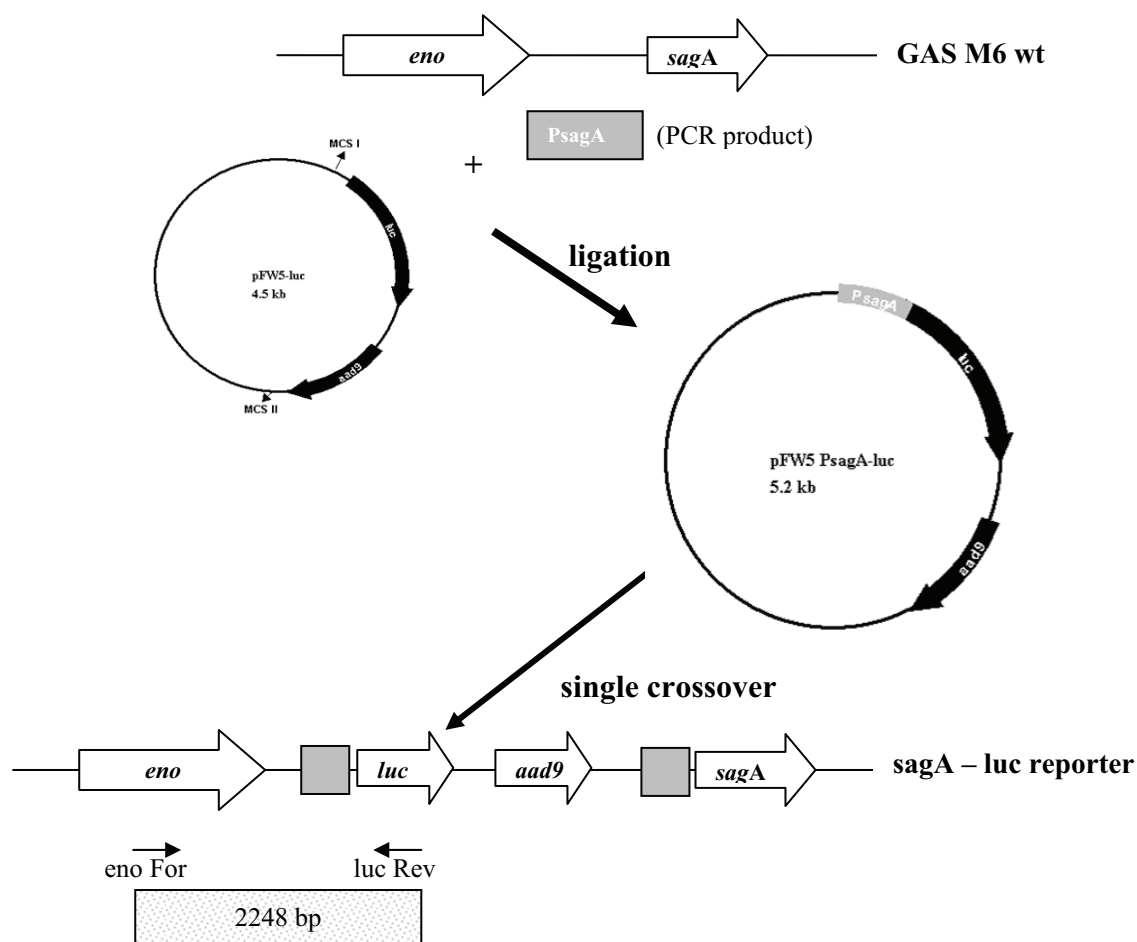 eno
sagA
GAS M6 wt
PsagA
(PCR product)
+
MCS I
luc
pFW5-luc
4.5 kb
aad9
MCS II
ligation
PsagA
luc
pFW5 PsagA-luc
5.2 kb
aad9
single crossover
eno
luc
aad9
sagA
sagA – luc reporter
eno For
luc Rev
2248 bp